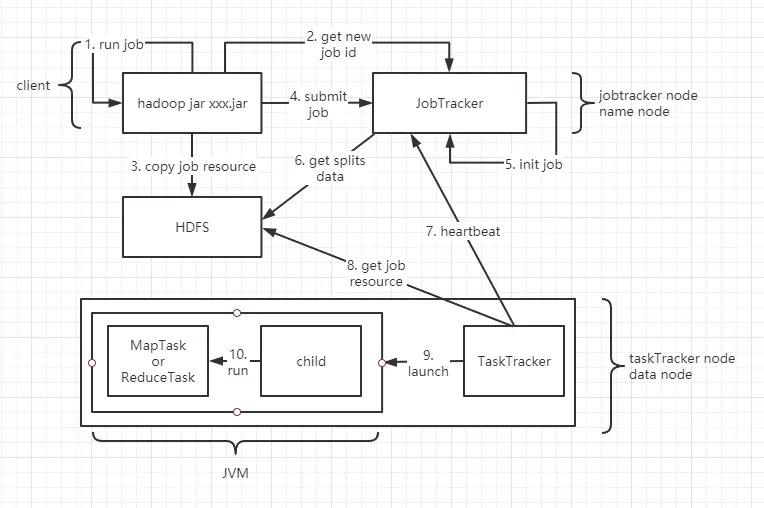 1. run job
2. get new
job id
client
hadoop jar xxx.jar
4. submit
job
JobTracker
jobtracker node
name node
3. copy job resource
6. get splits
data
5. init job
HDFS
7. heartbeat
8. get job
resource
MapTask
or
ReduceTask
10.
run
child
9.
launch
TaskTracker
taskTracker node
data node
JVM